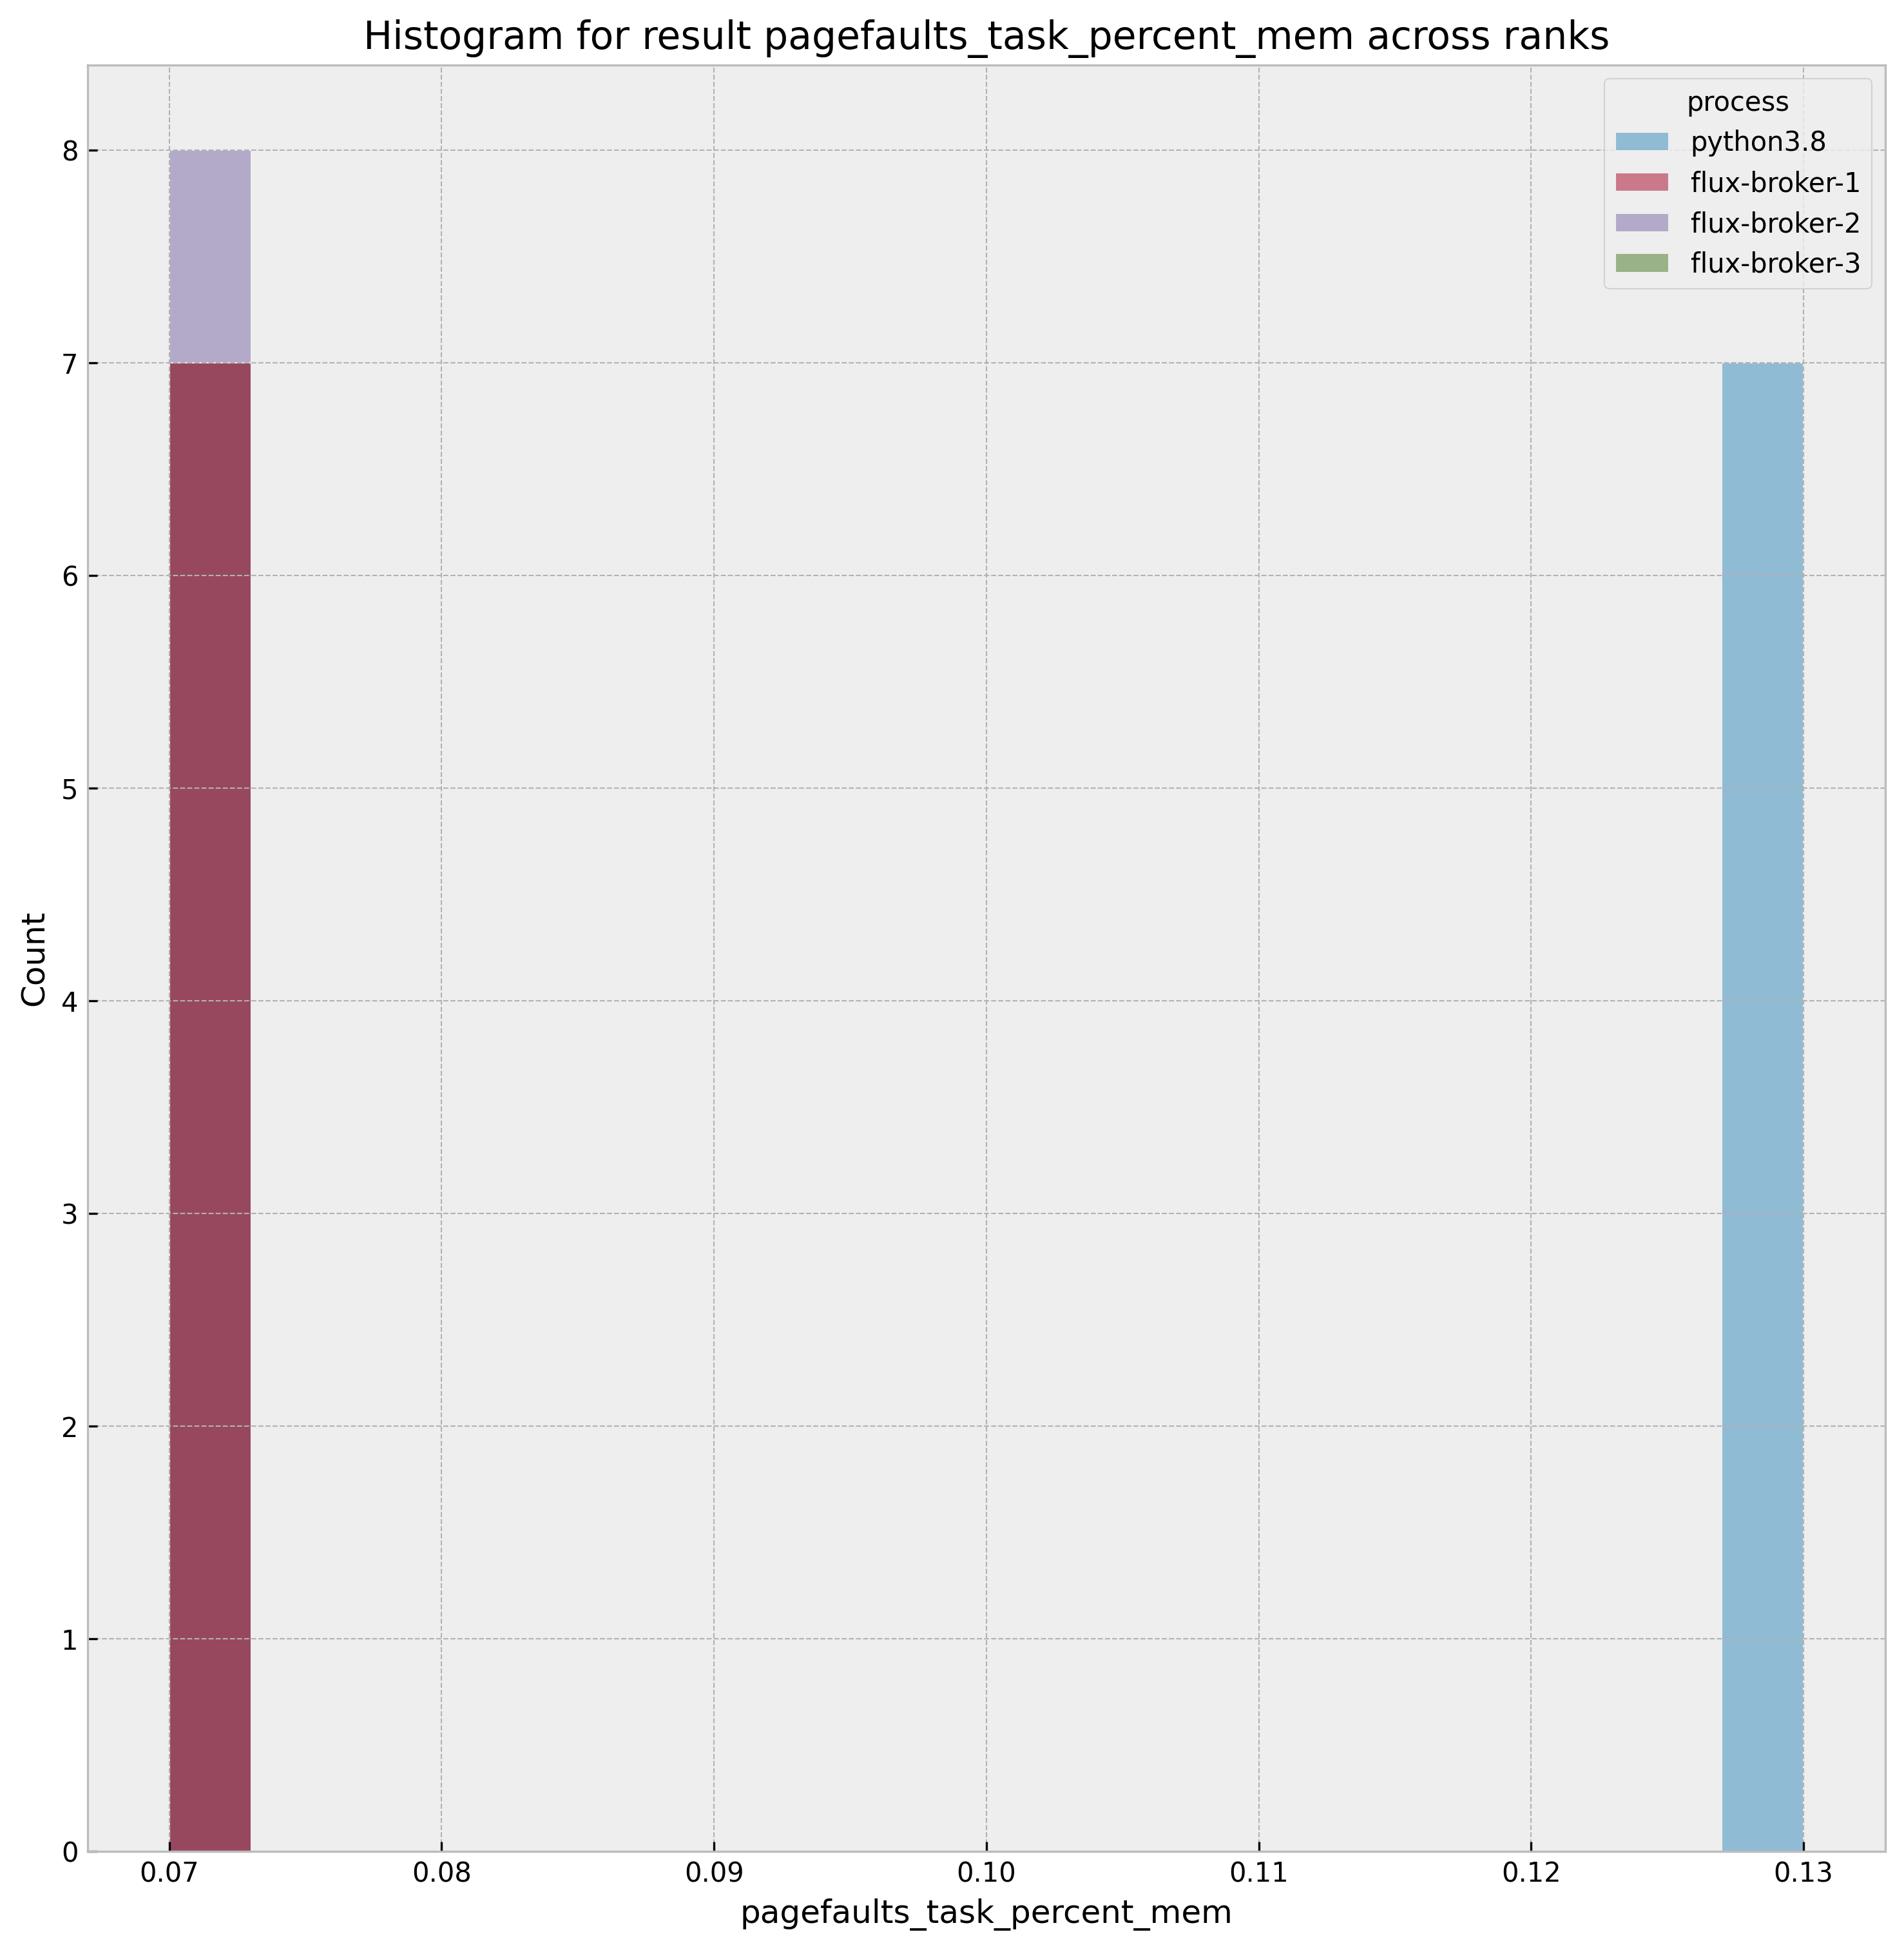 Histogram for result pagefaults_task_percent_mem across ranks
process
python3.8
flux-broker-1
flux-broker-2
flux-broker-3
8
7
6
5
4
3
2
1
0
Count
0.07 0.08 0.09 0.10 0.11 0.12 0.13
pagefaults_task_percent_mem